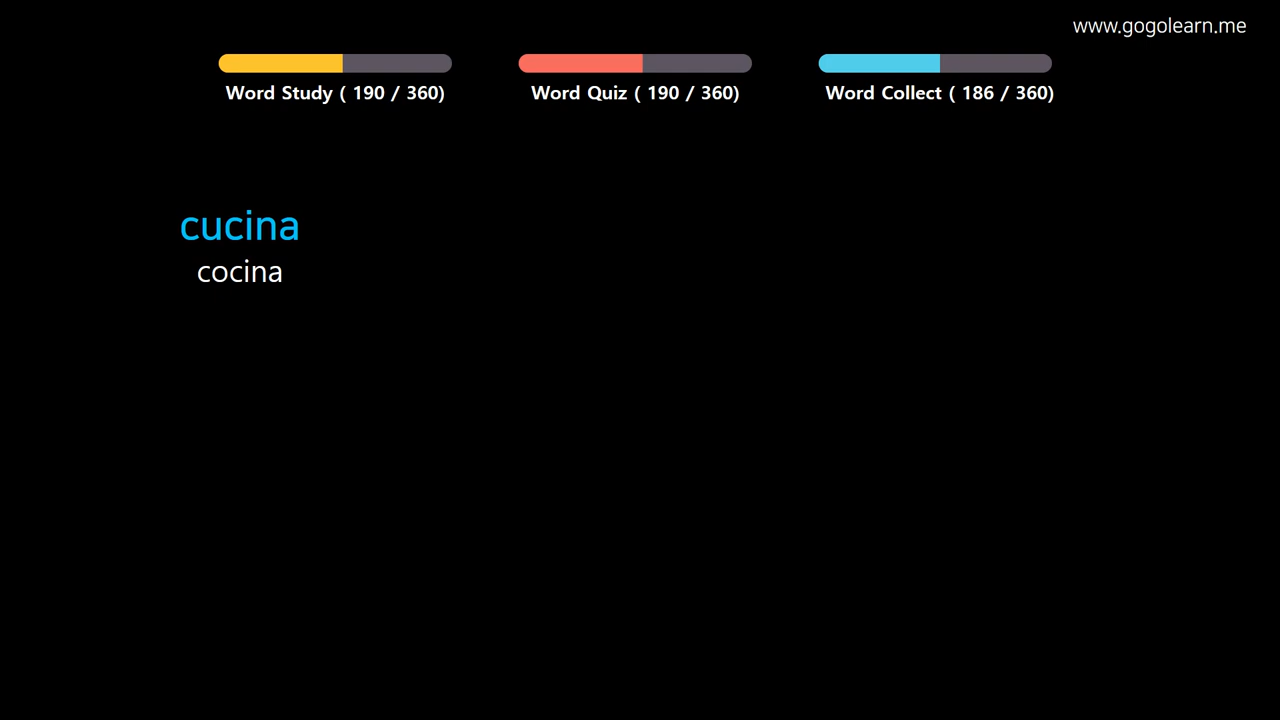 www.gogolearn.me
Word Study ( 190 / 360)
Word Quiz ( 190 / 360)
Word Collect ( 186 / 360)
cucina
cocina